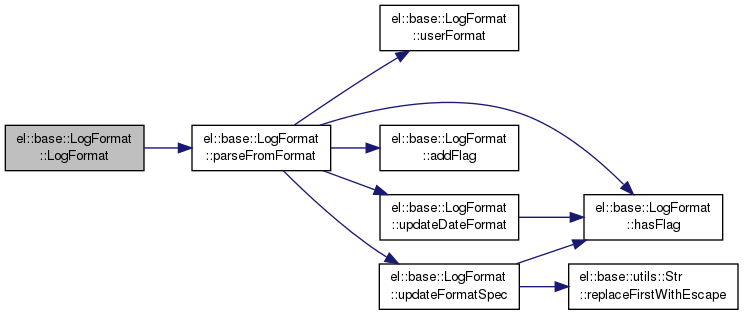 el::base::LogFormat
::LogFormat
el::base::LogFormat
::parseFromFormat
el::base::LogFormat
::userFormat
el::base::LogFormat
::addFlag
el::base::LogFormat
::updateDateFormat
el::base::LogFormat
::updateFormatSpec
el::base::LogFormat
::hasFlag
el::base::utils::Str
::replaceFirstWithEscape